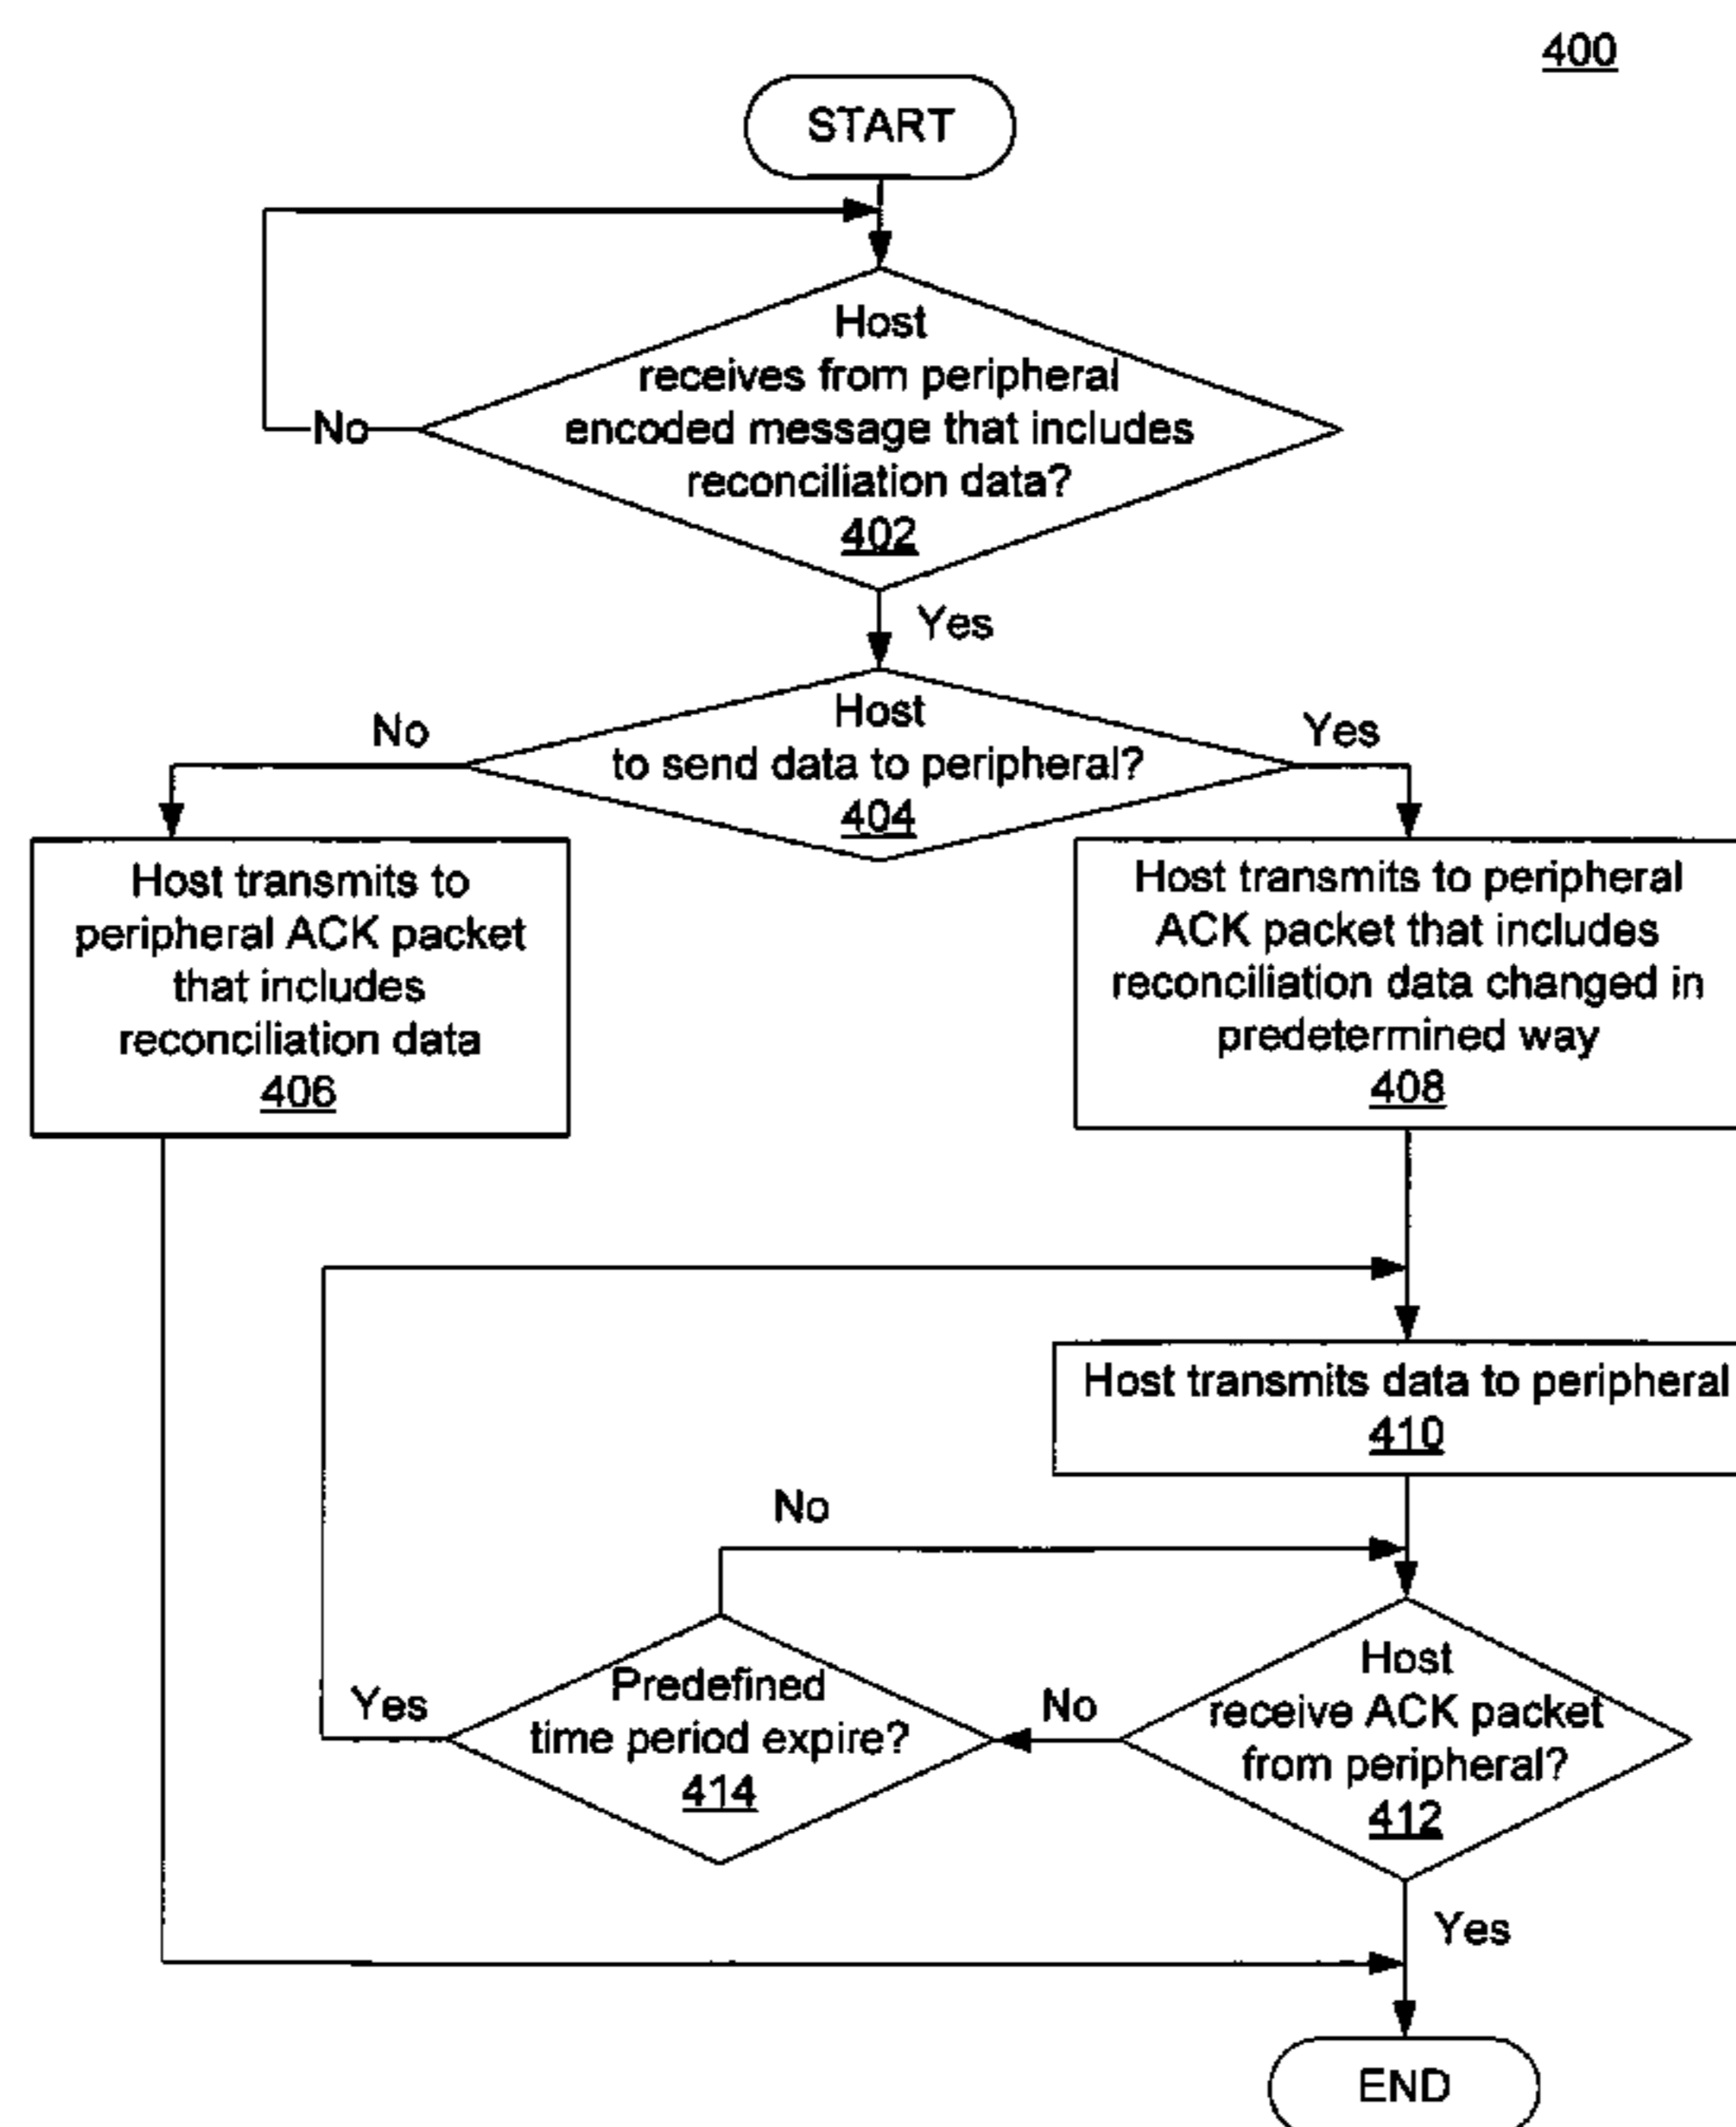 400
START
Host
receives from peripheral
encoded message that includes
reconciliation data?
402
No
Yes
Host
to send data to peripheral?
404
No
Yes
Host transmits to
peripheral ACK packet
that includes
reconciliation data
406
Host transmits to peripheral
ACK packet that includes
reconciliation data changed in
predetermined way
408
Host transmits data to peripheral
410
No
Predefined
time period expire?
414
Yes
No
Host
receive ACK packet
from peripheral?
412
Yes
END